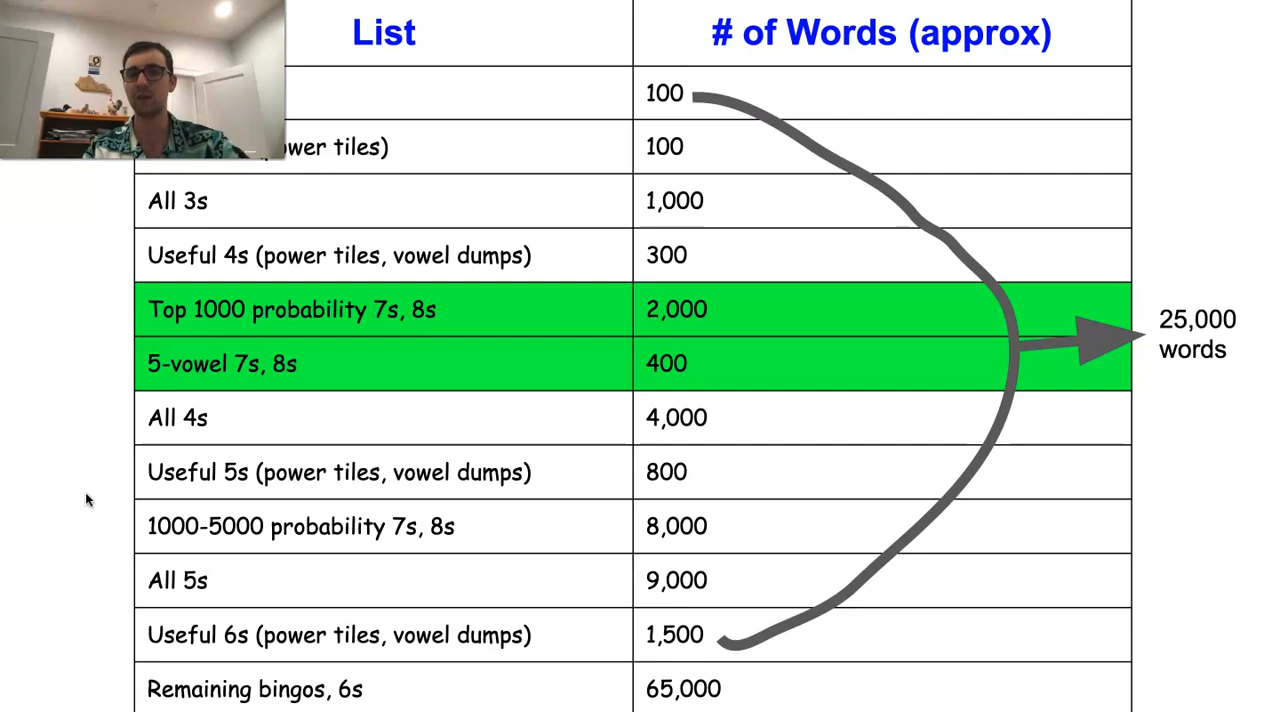 List # of Words (approx)
100
ower tiles) 100
All 3s 1,000
Useful 4s (power tiles, vowel dumps) 300
Top 1000 probability 7s, 8s 2,000
5-vowel 7s, 8s 400
25,000
words
All 4s 4,000
Useful 5s (power tiles, vowel dumps) 800
1000-5000 probability 7s, 8s 8,000
All 5s 9,000
Useful 6s (power tiles, vowel dumps) 1,500
Remaining bingos, 6s 65,000